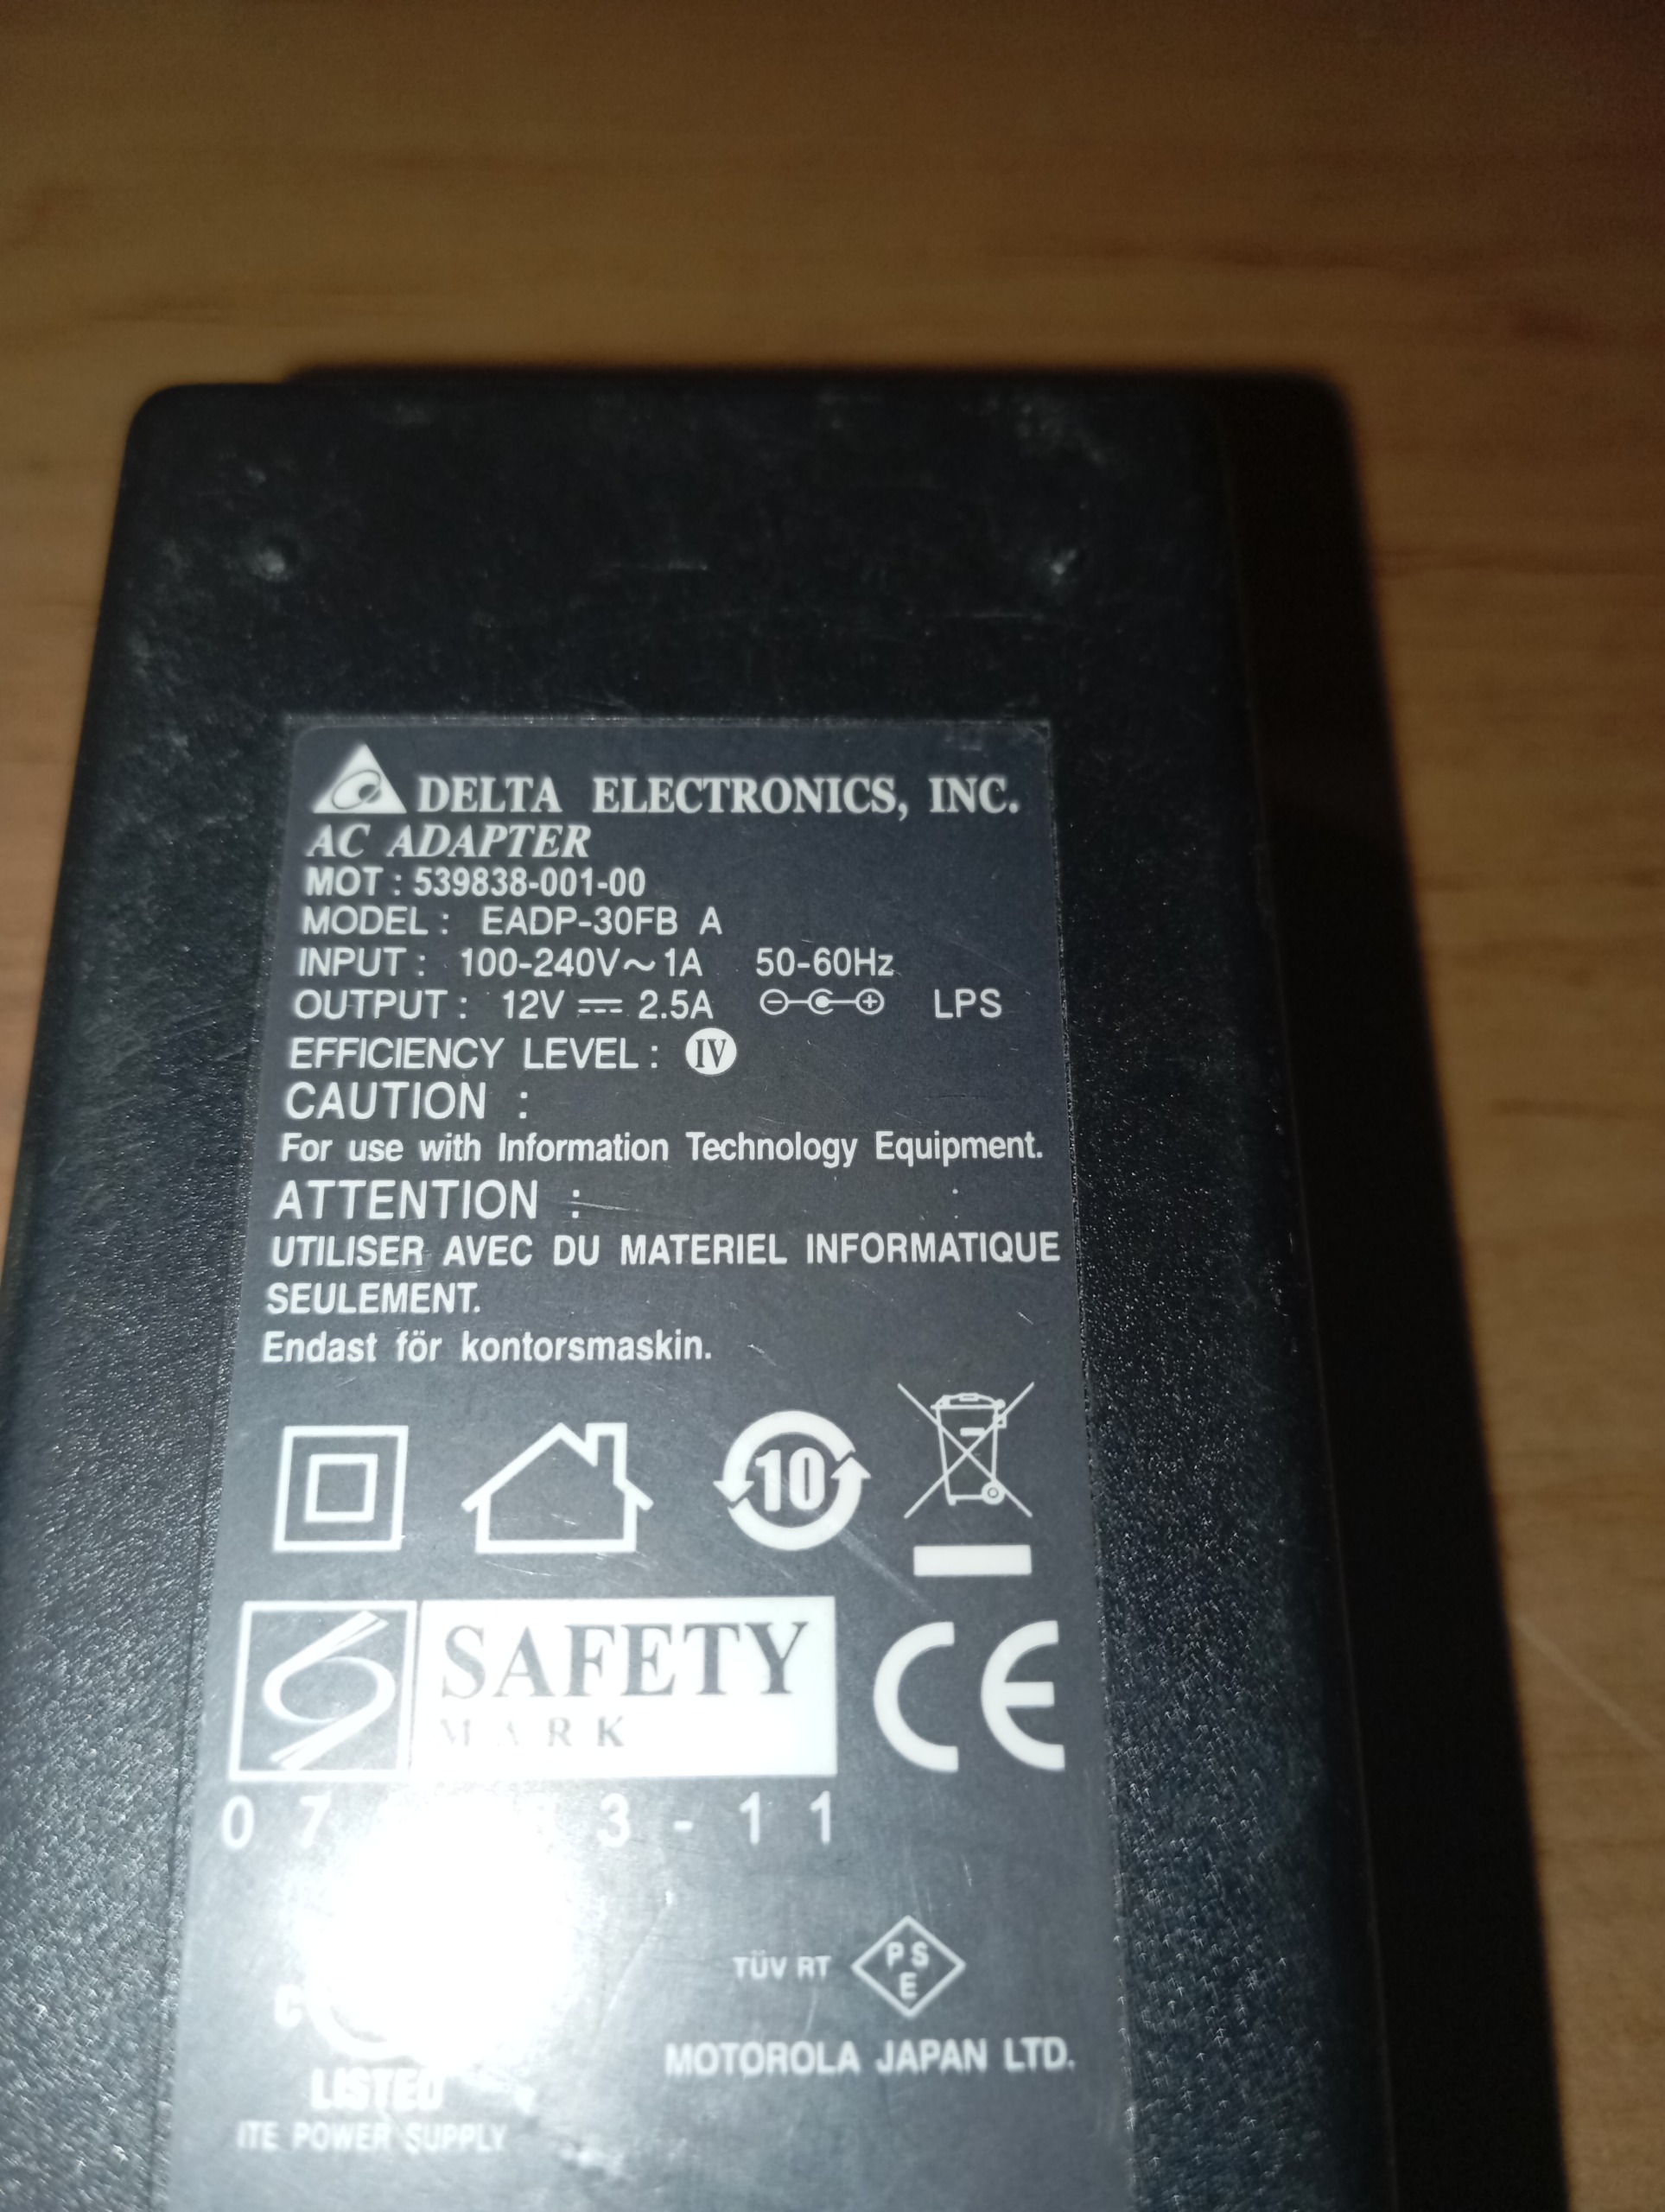 DELTA ELECTRONICS, INC.
AC ADAPTER
MOT : 539838-001-00
MODEL : EADP-30FB A
INPUT : 100-240V~1A 50-60Hz
OUTPUT : 12V ⎓ 2.5A LPS
EFFICIENCY LEVEL : IV
CAUTION :
For use with Information Technology Equipment.
ATTENTION :
UTILISER AVEC DU MATERIEL INFORMATIQUE
SEULEMENT.
Endast för kontorsmaskin.
10
SAFETY
MARK
CE
3-11
TÜV RT
PSE
MOTOROLA JAPAN LTD.
LISTED
ITE POWER SUPPLY